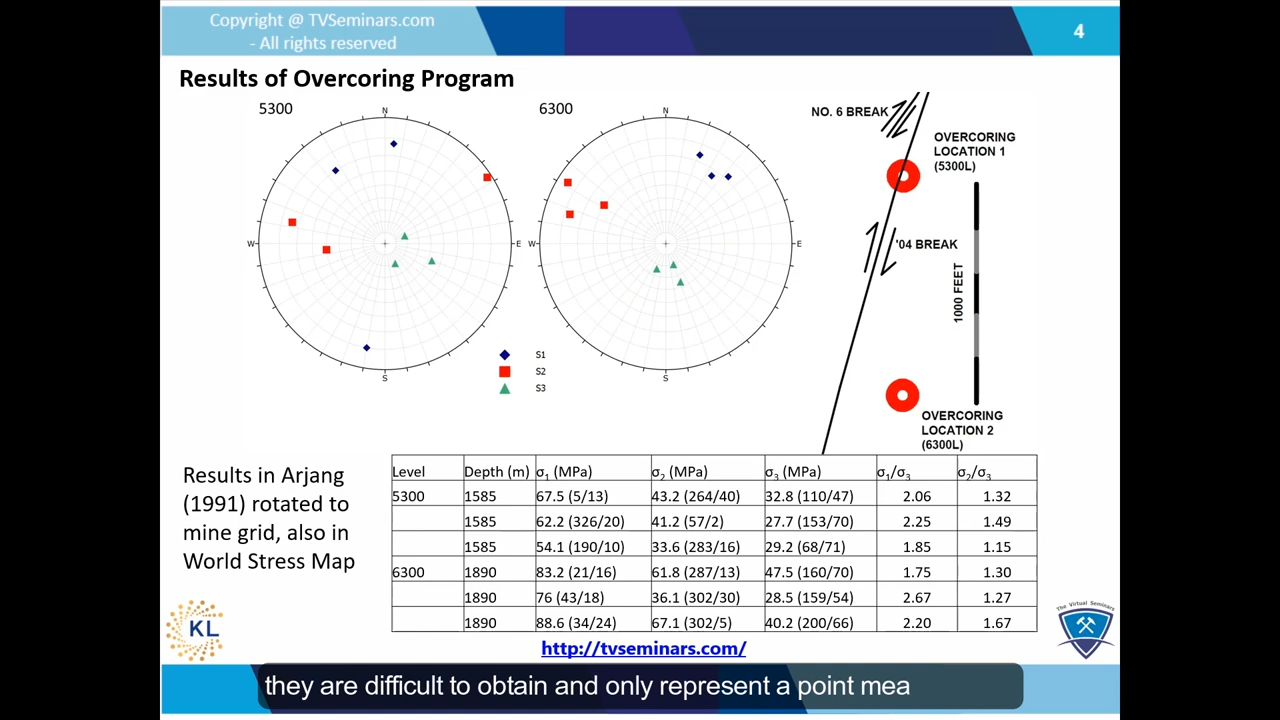 Copyright @ TVSeminars.com
- All rights reserved
4
Results of Overcoring Program
5300
6300
N
N
W
E
W
E
S
S
S1
S2
S3
NO. 6 BREAK
OVERCORING
LOCATION 1
(5300L)
'04 BREAK
1000 FEET
OVERCORING
LOCATION 2
(6300L)
Results in Arjang
(1991) rotated to
mine grid, also in
World Stress Map
Level Depth (m) σ1 (MPa) σ2 (MPa) σ3 (MPa) σ1/σ3 σ2/σ3
5300 1585 67.5 (5/13) 43.2 (264/40) 32.8 (110/47) 2.06 1.32
1585 62.2 (326/20) 41.2 (57/2) 27.7 (153/70) 2.25 1.49
1585 54.1 (190/10) 33.6 (283/16) 29.2 (68/71) 1.85 1.15
6300 1890 83.2 (21/16) 61.8 (287/13) 47.5 (160/70) 1.75 1.30
1890 76 (43/18) 36.1 (302/30) 28.5 (159/54) 2.67 1.27
1890 88.6 (34/24) 67.1 (302/5) 40.2 (200/66) 2.20 1.67
KL
The Virtual Seminars
http://tvseminars.com/
they are difficult to obtain and only represent a point mea